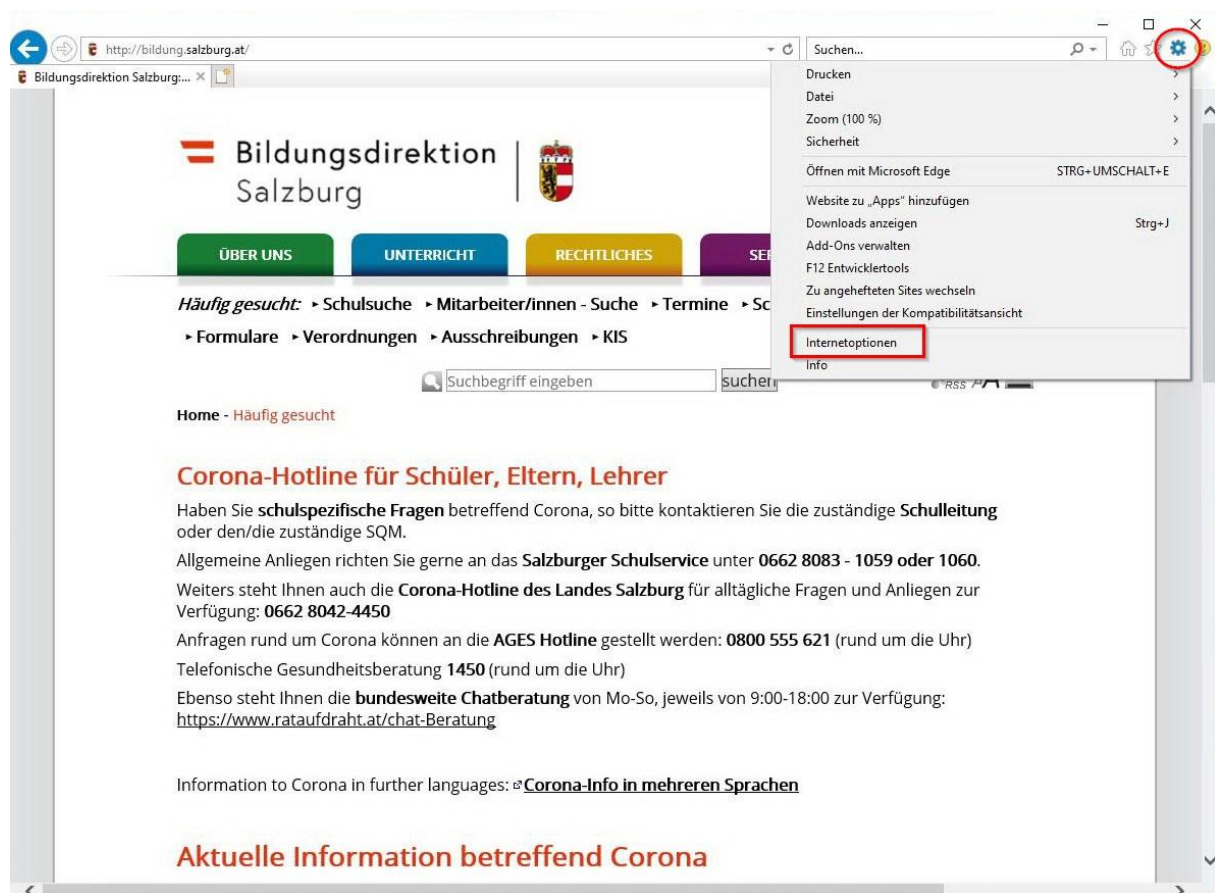 http://bildung.salzburg.at/
Suchen...
Bildungsdirektion Salzburg:...
Drucken
Datei
Zoom (100 %)
Sicherheit
Öffnen mit Microsoft Edge STRG+UMSCHALT+E
Website zu „Apps“ hinzufügen
Downloads anzeigen Strg+J
Add-Ons verwalten
F12 Entwicklertools
Zu angehefteten Sites wechseln
Einstellungen der Kompatibilitätsansicht
Internetoptionen
Info
Bildungsdirektion
Salzburg
ÜBER UNS UNTERRICHT RECHTLICHES
Häufig gesucht: ▸ Schulsuche ▸ Mitarbeiter/innen - Suche ▸ Termine
▸ Formulare ▸ Verordnungen ▸ Ausschreibungen ▸ KIS
Suchbegriff eingeben suchen RSS AA
Home - Häufig gesucht
Corona-Hotline für Schüler, Eltern, Lehrer
Haben Sie schulspezifische Fragen betreffend Corona, so bitte kontaktieren Sie die zuständige Schulleitung
oder den/die zuständige SQM.
Allgemeine Anliegen richten Sie gerne an das Salzburger Schulservice unter 0662 8083 - 1059 oder 1060.
Weiters steht Ihnen auch die Corona-Hotline des Landes Salzburg für alltägliche Fragen und Anliegen zur
Verfügung: 0662 8042-4450
Anfragen rund um Corona können an die AGES Hotline gestellt werden: 0800 555 621 (rund um die Uhr)
Telefonische Gesundheitsberatung 1450 (rund um die Uhr)
Ebenso steht Ihnen die bundesweite Chatberatung von Mo-So, jeweils von 9:00-18:00 zur Verfügung:
https://www.rataufdraht.at/chat-Beratung
Information to Corona in further languages: Corona-Info in mehreren Sprachen
Aktuelle Information betreffend Corona